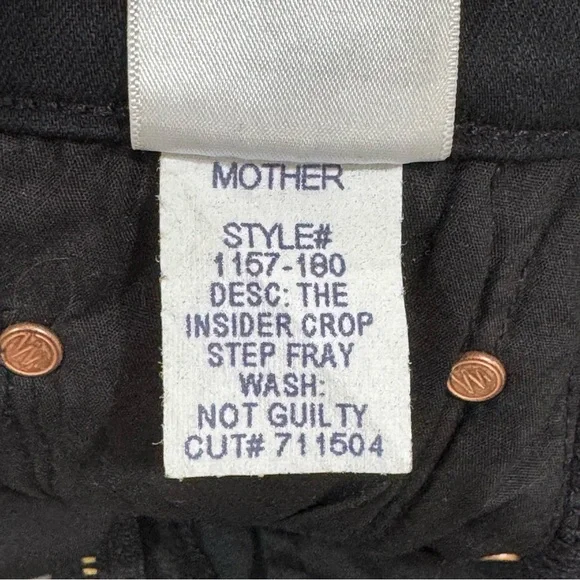 MOTHER
STYLE#
1157-180
DESC: THE
INSIDER CROP
STEP FRAY
WASH:
NOT GUILTY
CUT# 711504